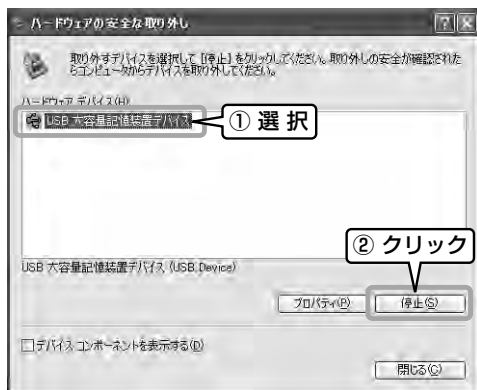 ハードウェアの安全な取り外し
取り外すデバイスを選択して [停止] をクリックしてください。取り外しの安全が確認された
らコンピュータからデバイスを取り外してください。
ハードウェア デバイス(H)
USB 大容量記憶装置デバイス
① 選 択
② クリック
USB 大容量記憶装置デバイス (USB Device)
プロパティ(P)
停止(S)
デバイス コンポーネントを表示する(D)
閉じる(C)